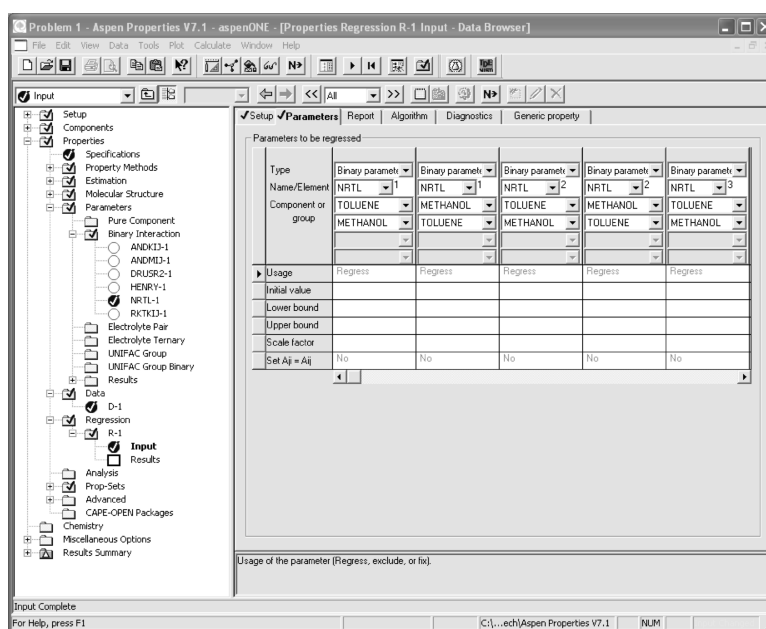 Problem 1 - Aspen Properties V7.1 - aspenONE - [Properties Regression R-1 Input - Data Browser]
File Edit View Data Tools Plot Calculate Window Help
N>
Input All N>
Setup
Components
Properties
Specifications
Property Methods
Estimation
Molecular Structure
Parameters
Pure Component
Binary Interaction
ANDKIJ-1
ANDMIJ-1
DRUSR2-1
HENRY-1
NRTL-1
RKTKIJ-1
Electrolyte Pair
Electrolyte Ternary
UNIFAC Group
UNIFAC Group Binary
Results
Data
D-1
Regression
R-1
Input
Results
Analysis
Prop-Sets
Advanced
CAPE-OPEN Packages
Chemistry
Miscellaneous Options
Results Summary
Setup Parameters Report Algorithm Diagnostics Generic property
Parameters to be regressed
Type Binary paramete Binary paramete Binary paramete Binary paramete Binary paramete
Name/Element NRTL 1 NRTL 1 NRTL 2 NRTL 2 NRTL 3
Component or TOLUENE METHANOL TOLUENE METHANOL TOLUENE
group METHANOL TOLUENE METHANOL TOLUENE METHANOL
Usage Regress Regress Regress Regress Regress
Initial value
Lower bound
Upper bound
Scale factor
Set Aji = Aij No No No No No
Usage of the parameter (Regress, exclude, or fix).
Input Complete
For Help, press F1 C:\...ech\Aspen Properties V7.1 NUM